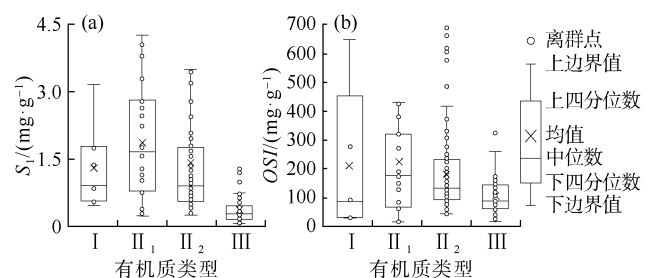 (a)
4.5
3.0
1.5
0
S₁/(mg·g⁻¹)
I II₁ II₂ III
有机质类型
(b)
700
600
500
400
300
200
100
0
OSI/(mg·g⁻¹)
I II₁ II₂ III
有机质类型
离群点
上边界值
上四分位数
均值
中位数
下四分位数
下边界值